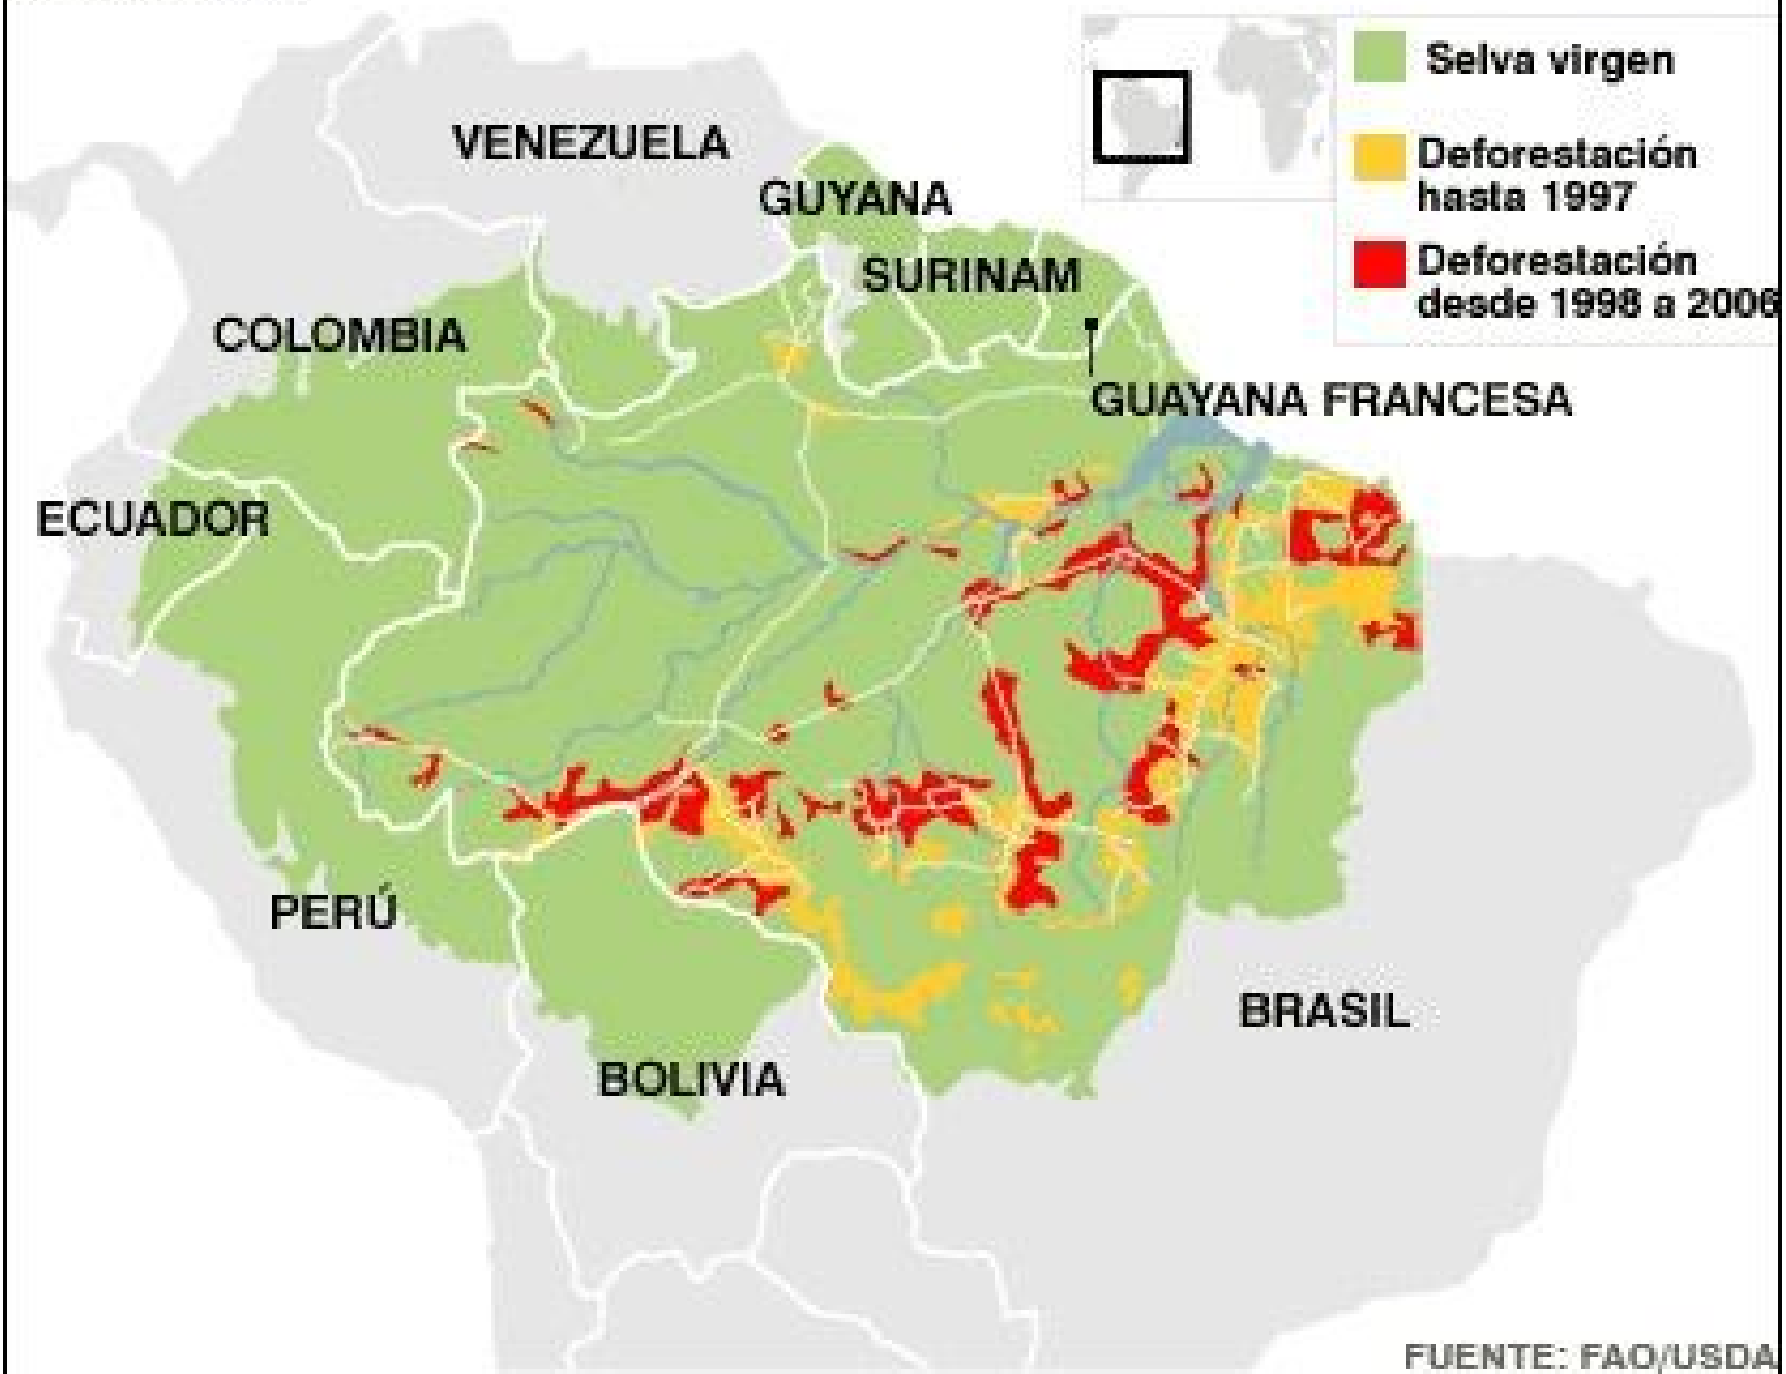 Selva virgen
Deforestación
hasta 1997
Deforestación
desde 1998 a 2006
VENEZUELA
GUYANA
SURINAM
COLOMBIA
GUAYANA FRANCESA
ECUADOR
PERÚ
BRASIL
BOLIVIA
FUENTE: FAO/USDA